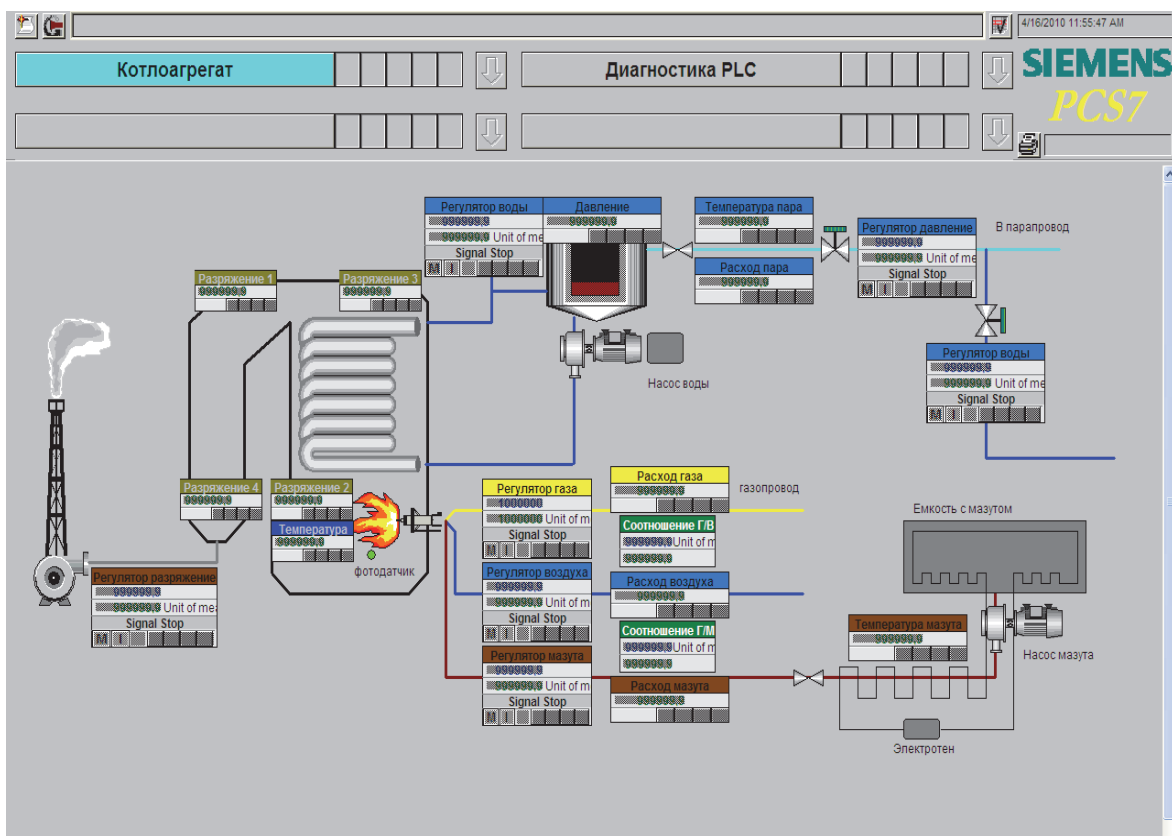 4/16/2010 11:55:47 AM
Котлоагрегат
Диагностика PLC
SIEMENS
PCS7
Регулятор воды
999999,9
999999,9 Unit of me
Signal Stop
M I
Давление
999999,9
Температура пара
999999,9
Расход пара
999999,9
Регулятор давление
999999,9
999999,9 Unit of me
Signal Stop
M I
В парапровод
Разряжение 1
999999,9
Разряжение 3
999999,9
Насос воды
Регулятор воды
999999,9
999999,9 Unit of me
Signal Stop
M I
Разряжение 4
999999,9
Разряжение 2
999999,9
Температура
999999,9
фотодатчик
Регулятор газа
1000000
1000000 Unit of m
Signal Stop
M I
Расход газа
999999,9
газопровод
Соотношение Г/В
999999,9 Unit of m
999999,9
Емкость с мазутом
Регулятор разряжение
999999,9
999999,9 Unit of mea
Signal Stop
M I
Регулятор воздуха
999999,9
999999,9 Unit of m
Signal Stop
M I
Расход воздуха
999999,9
Соотношение Г/М
999999,9 Unit of m
999999,9
Температура мазута
999999,9
Насос мазута
Регулятор мазута
999999,9
999999,9 Unit of m
Signal Stop
M I
Расход мазута
999999,9
Электротен